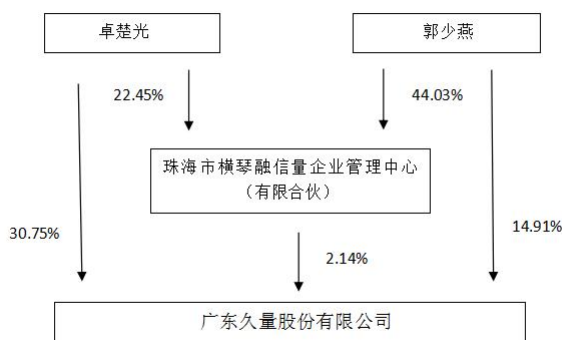 卓楚光
郭少燕
22.45%
44.03%
珠海市横琴融信量企业管理中心
（有限合伙）
30.75%
14.91%
2.14%
广东久量股份有限公司